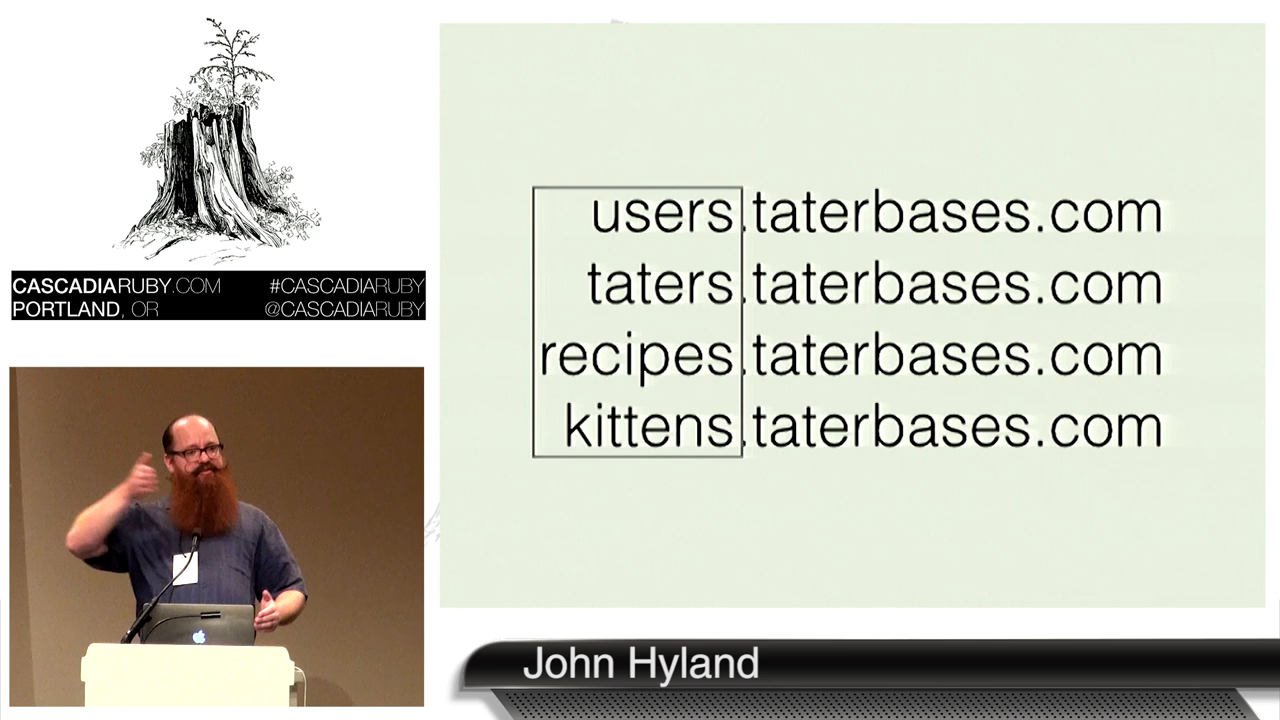 CASCADIARUBY.COM #CASCADIARUBY
PORTLAND, OR @CASCADIARUBY
users.taterbases.com
taters.taterbases.com
recipes.taterbases.com
kittens.taterbases.com
John Hyland